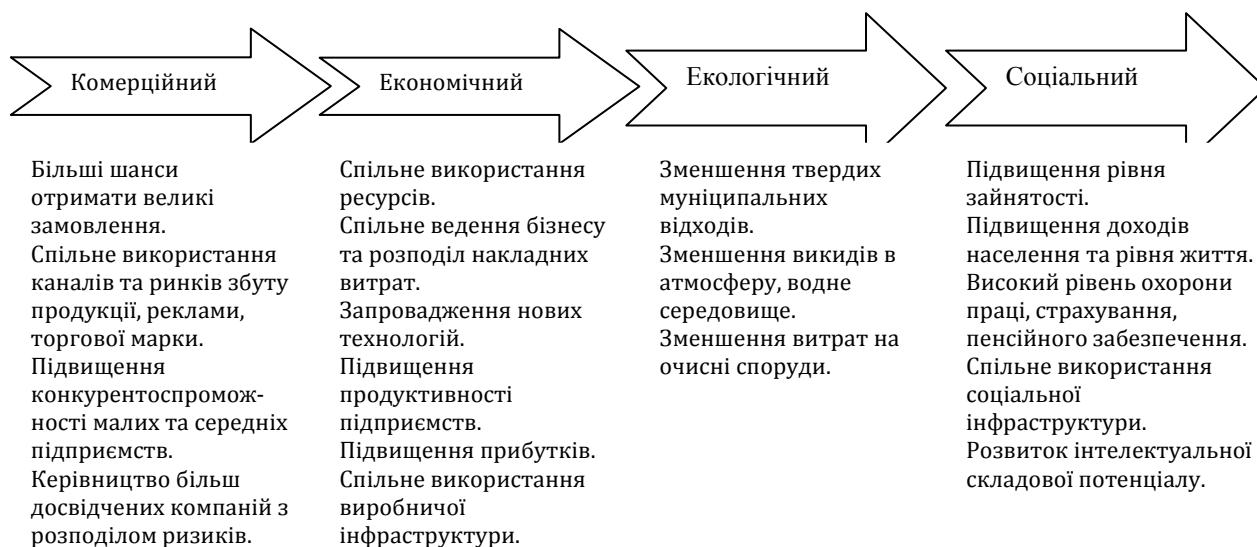 Комерційний
Економічний
Екологічний
Соціальний
Більші шанси
отримати великі
замовлення.
Спільне використання
каналів та ринків збуту
продукції, реклами,
торгової марки.
Підвищення
конкурентоспромож-
ності малих та середніх
підприємств.
Керівництво більш
досвідчених компаній з
розподілом ризиків.
Спільне використання
ресурсів.
Спільне ведення бізнесу
та розподіл накладних
витрат.
Запровадження нових
технологій.
Підвищення
продуктивності
підприємств.
Підвищення прибутків.
Спільне використання
виробничої
інфраструктури.
Зменшення твердих
муніципальних
відходів.
Зменшення викидів в
атмосферу, водне
середовище.
Зменшення витрат на
очисні споруди.
Підвищення рівня
зайнятості.
Підвищення доходів
населення та рівня життя.
Високий рівень охорони
праці, страхування,
пенсійного забезпечення.
Спільне використання
соціальної
інфраструктури.
Розвиток інтелектуальної
складової потенціалу.